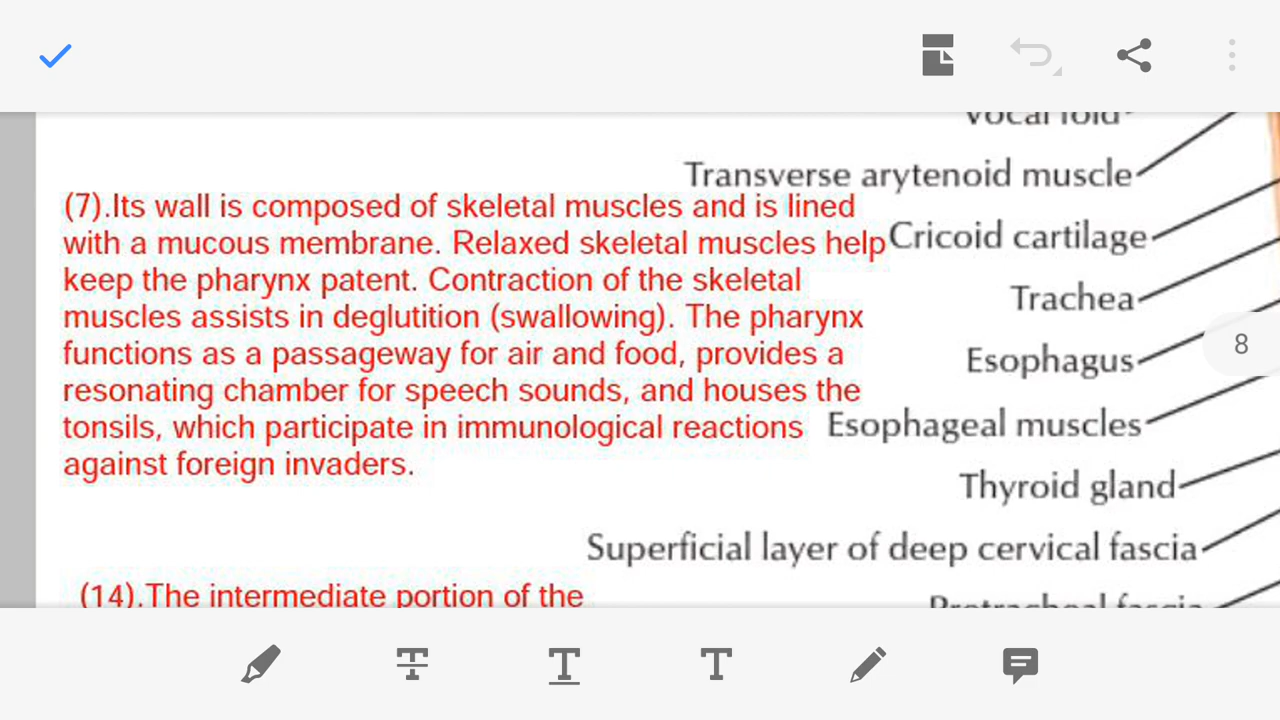 Vocal fold
Transverse arytenoid muscle
(7).Its wall is composed of skeletal muscles and is lined
with a mucous membrane. Relaxed skeletal muscles help
keep the pharynx patent. Contraction of the skeletal
muscles assists in deglutition (swallowing). The pharynx
functions as a passageway for air and food, provides a
resonating chamber for speech sounds, and houses the
tonsils, which participate in immunological reactions
against foreign invaders.
Cricoid cartilage
Trachea
Esophagus
8
Esophageal muscles
Thyroid gland
Superficial layer of deep cervical fascia
(14).The intermediate portion of the
Pretracheal fascia
T
T
T